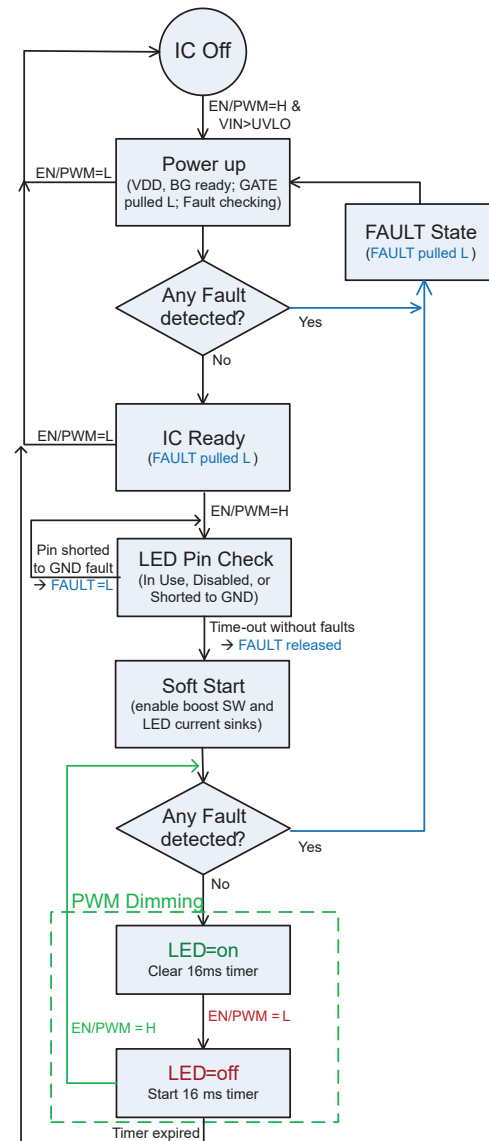 IC Off
EN/PWM=H &
VIN>UVLO
EN/PWM=L
Power up
(VDD, BG ready; GATE
pulled L; Fault checking)
FAULT State
(FAULT pulled L )
Any Fault
detected?
Yes
No
EN/PWM=L
IC Ready
(FAULT pulled L )
EN/PWM=H
Pin shorted
to GND fault
→ FAULT=L
LED Pin Check
(In Use, Disabled, or
Shorted to GND)
Time-out without faults
→ FAULT released
Soft Start
(enable boost SW and
LED current sinks)
Any Fault
detected?
Yes
No
PWM Dimming
LED=on
Clear 16ms timer
EN/PWM = H
EN/PWM = L
LED=off
Start 16 ms timer
Timer expired